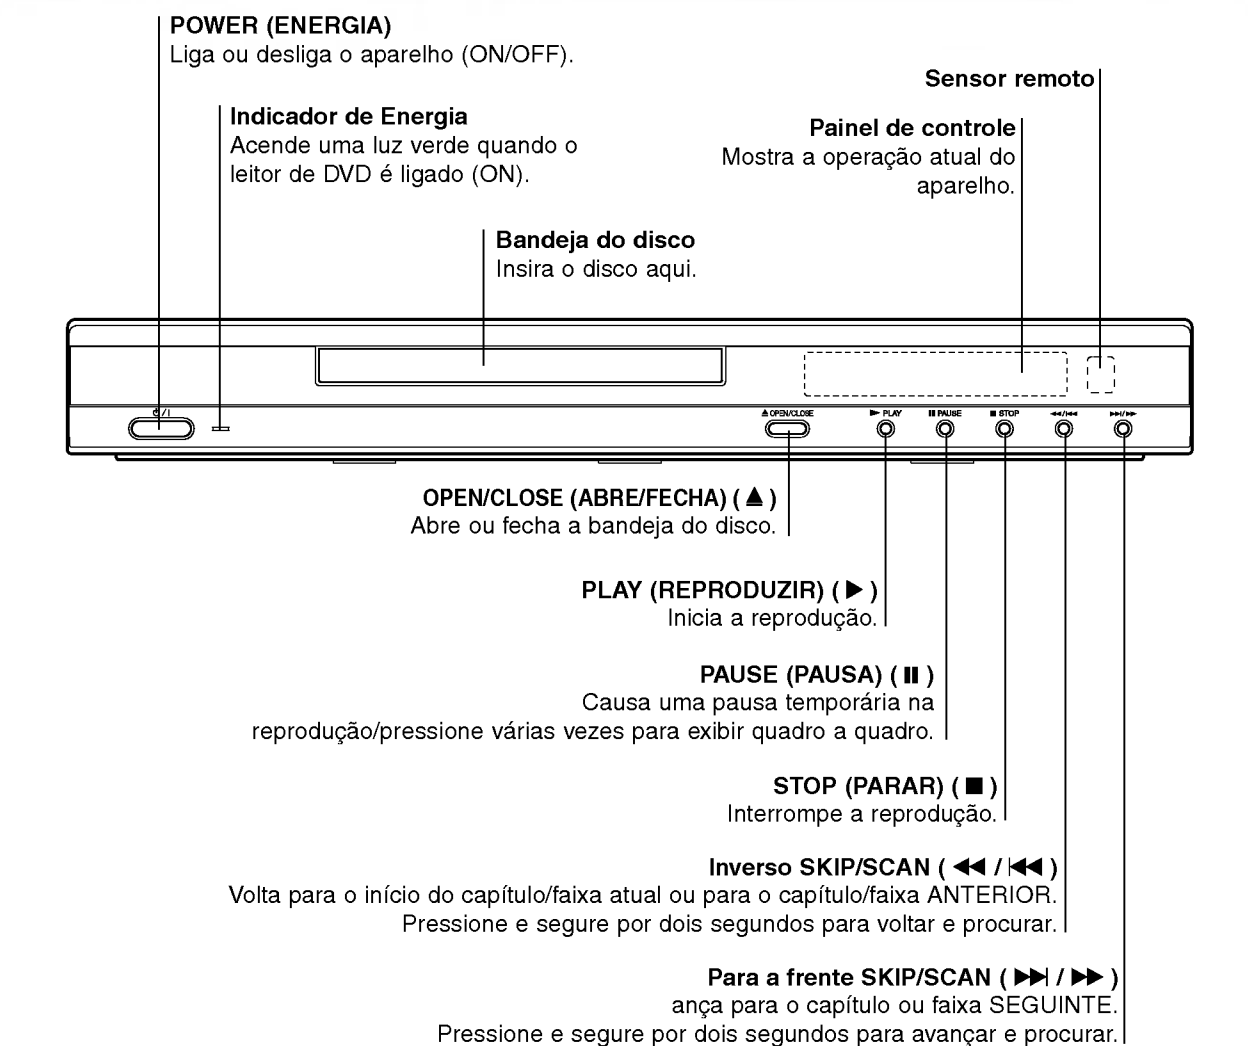 POWER (ENERGIA)
Liga ou desliga o aparelho (ON/OFF).
Sensor remoto
Indicador de Energia
Acende uma luz verde quando o
leitor de DVD é ligado (ON).
Painel de controle
Mostra a operação atual do
aparelho.
Bandeja do disco
Insira o disco aqui.
⏻/I
▲ OPEN/CLOSE
▶ PLAY
II PAUSE
■ STOP
◀◀/|◀◀
▶▶|/▶▶
OPEN/CLOSE (ABRE/FECHA) (▲)
Abre ou fecha a bandeja do disco.
PLAY (REPRODUZIR) (▶)
Inicia a reprodução.
PAUSE (PAUSA) (II)
Causa uma pausa temporária na
reprodução/pressione várias vezes para exibir quadro a quadro.
STOP (PARAR) (■)
Interrompe a reprodução.
Inverso SKIP/SCAN (◀◀ / |◀◀)
Volta para o início do capítulo/faixa atual ou para o capítulo/faixa ANTERIOR.
Pressione e segure por dois segundos para voltar e procurar.
Para a frente SKIP/SCAN (▶▶| / ▶▶)
ança para o capítulo ou faixa SEGUINTE.
Pressione e segure por dois segundos para avançar e procurar.